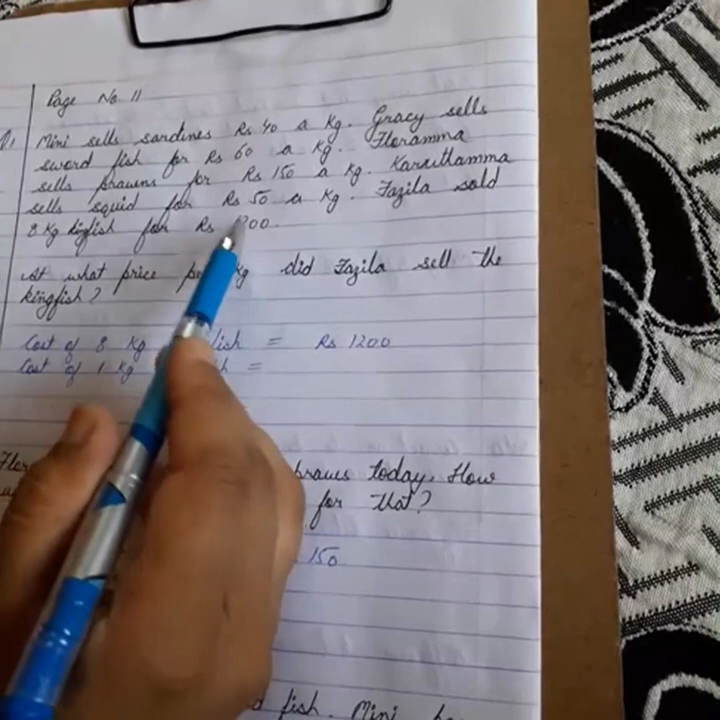 Page No 11
Mini sells sardines Rs 40 a Kg. Gracy sells
sword fish for Rs 60 a Kg. Floramma
sells prawns for Rs 150 a Kg. Karuthamma
sells squid for Rs 50 a Kg. Fazila sold
8 Kg kigfish for Rs 1200.
At what price per Kg did Fazila sell the
kingfish?
Cost of 8 Kg fish = Rs 1200
Cost of 1 Kg =
today. How
for that?
150
fish. Mini